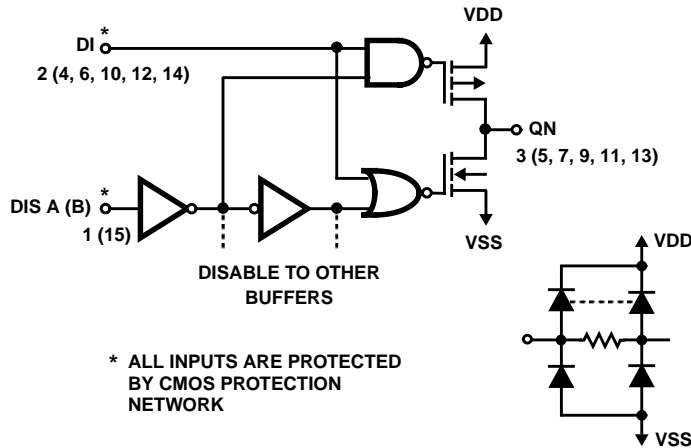 *
DI
2 (4, 6, 10, 12, 14)
VDD
QN
3 (5, 7, 9, 11, 13)
*
DIS A (B)
1 (15)
VSS
DISABLE TO OTHER
BUFFERS
VDD
* ALL INPUTS ARE PROTECTED
BY CMOS PROTECTION
NETWORK
VSS